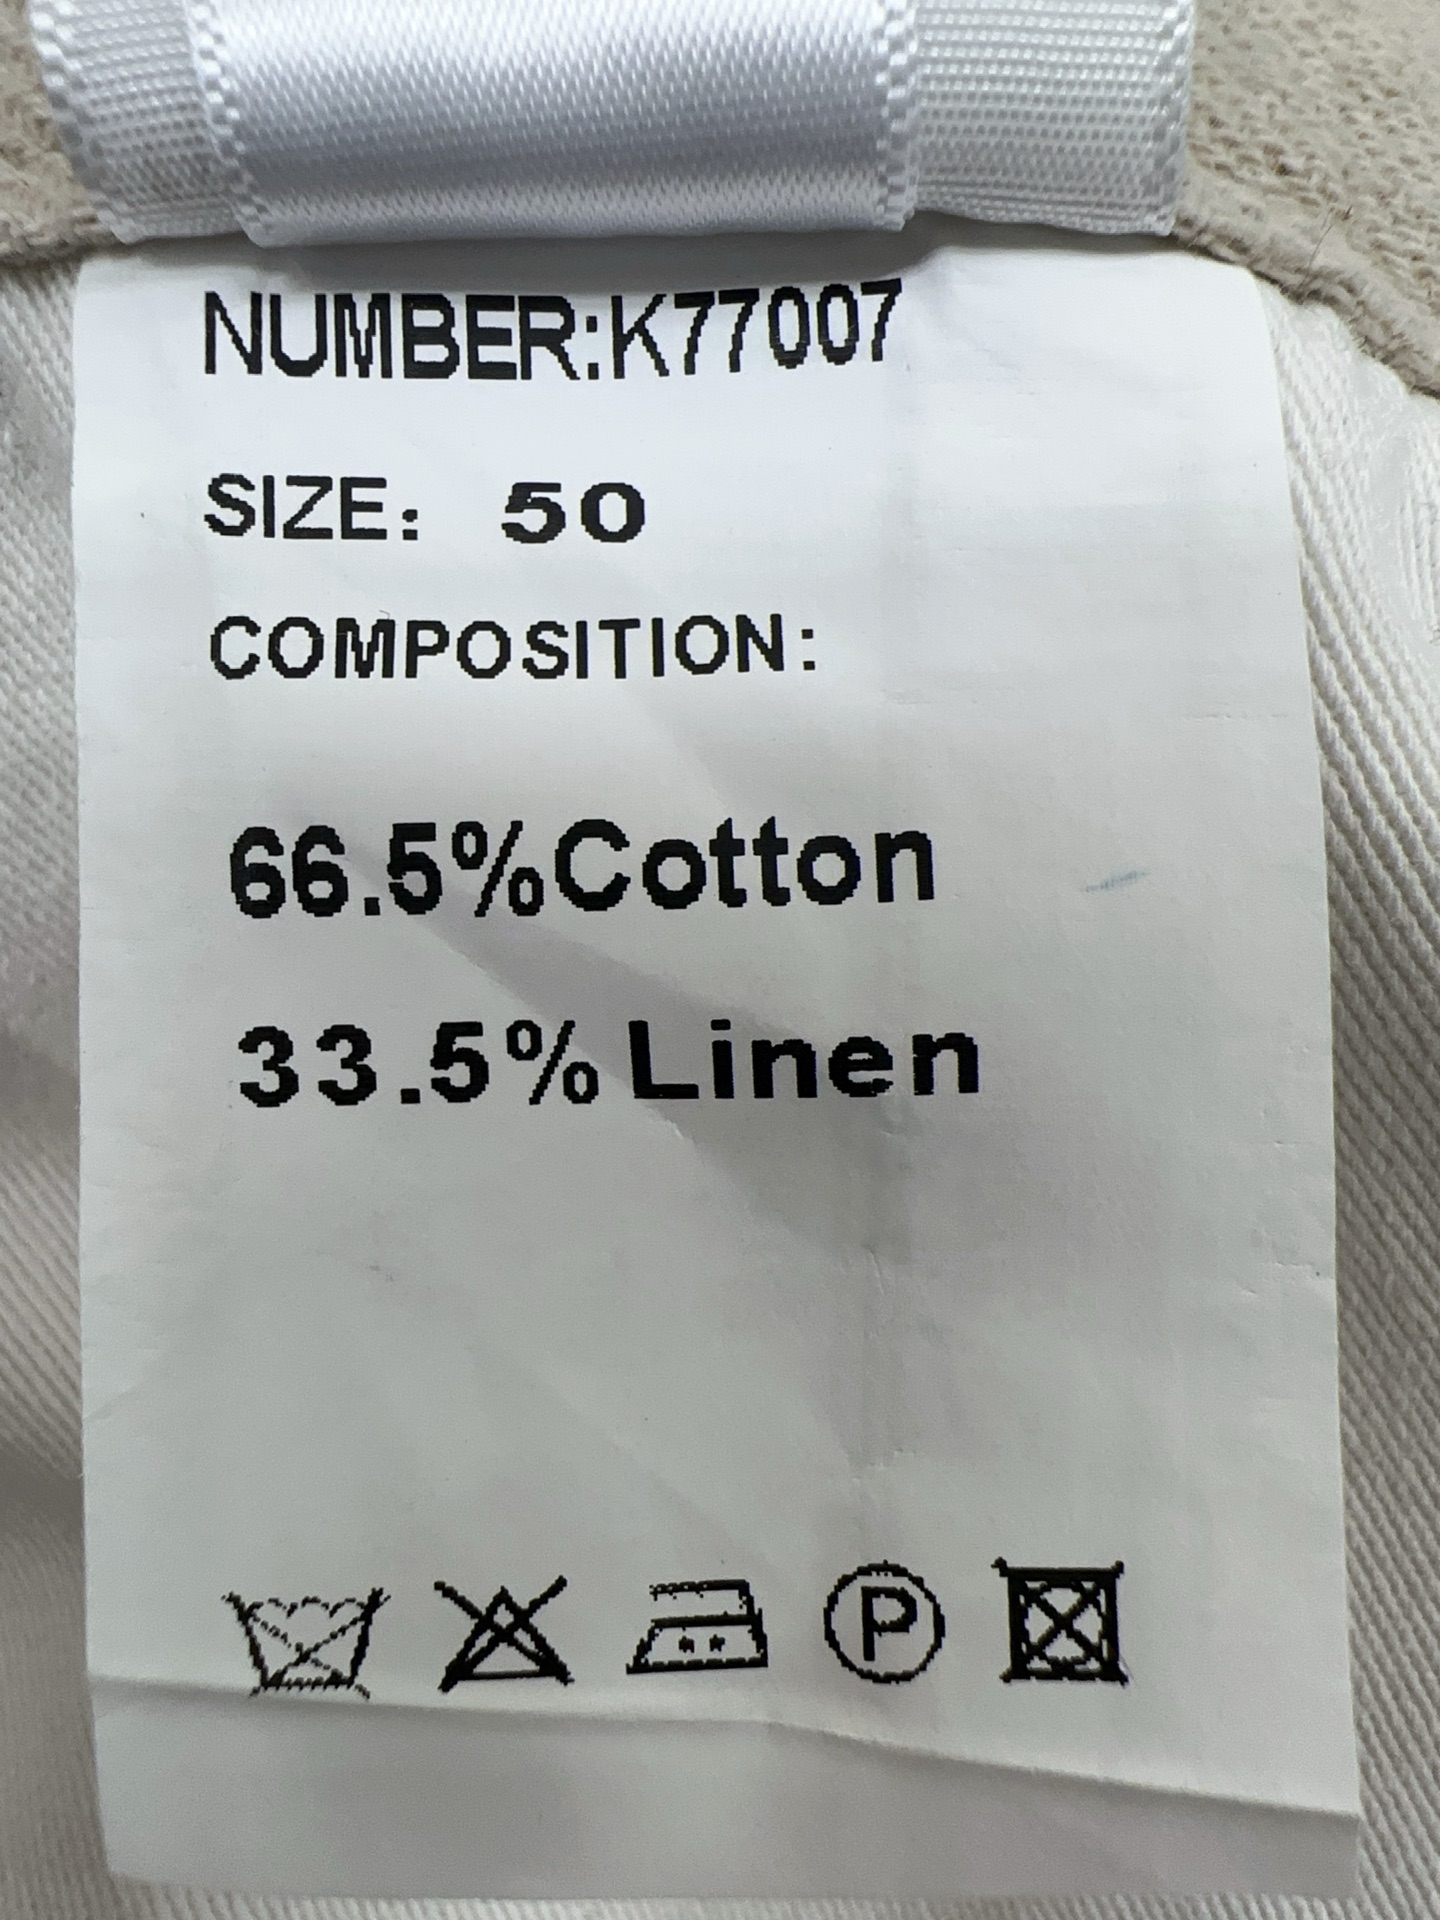 NUMBER:K77007
SIZE: 50
COMPOSITION:
66.5%Cotton
33.5% Linen
P